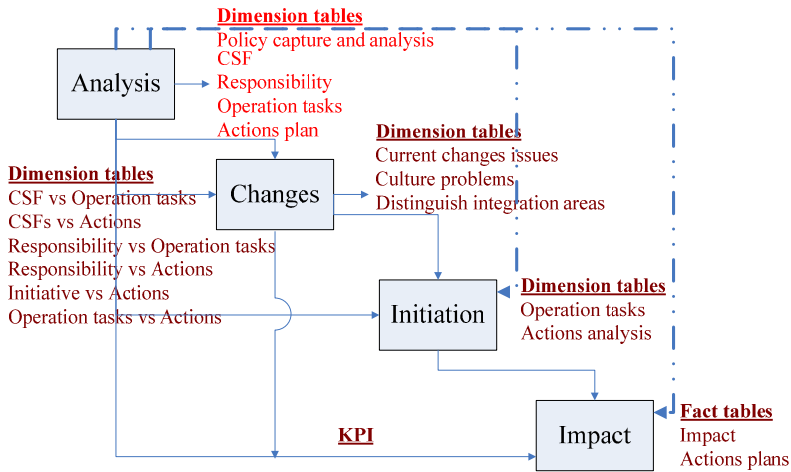 Dimension tables
Policy capture and analysis
CSF
Responsibility
Operation tasks
Actions plan
Analysis
Dimension tables
Current changes issues
Culture problems
Distinguish integration areas
Changes
Dimension tables
CSF vs Operation tasks
CSFs vs Actions
Responsibility vs Operation tasks
Responsibility vs Actions
Initiative vs Actions
Operation tasks vs Actions
Initiation
Dimension tables
Operation tasks
Actions analysis
KPI
Impact
Fact tables
Impact
Actions plans